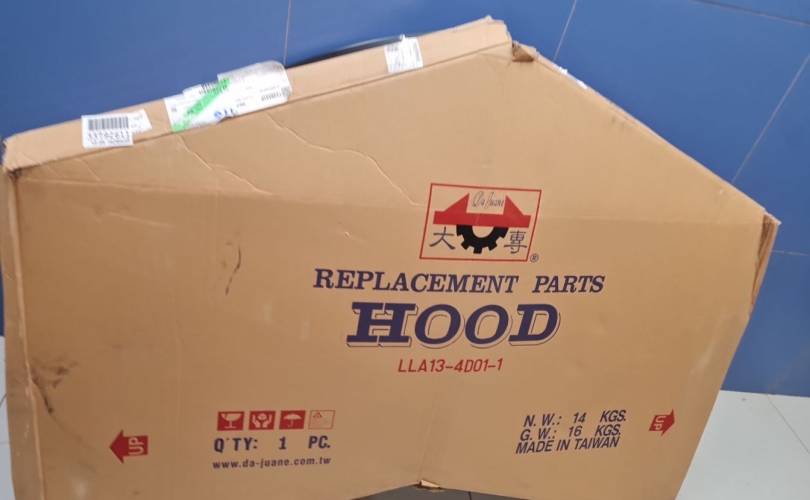 Da Juane
大 專
®
REPLACEMENT PARTS
HOOD
LLA13-4D01-1
UP
Q'TY: 1 PC.
www.da-juane.com.tw
N.W.: 14 KGS.
G.W.: 16 KGS.
MADE IN TAIWAN
UP